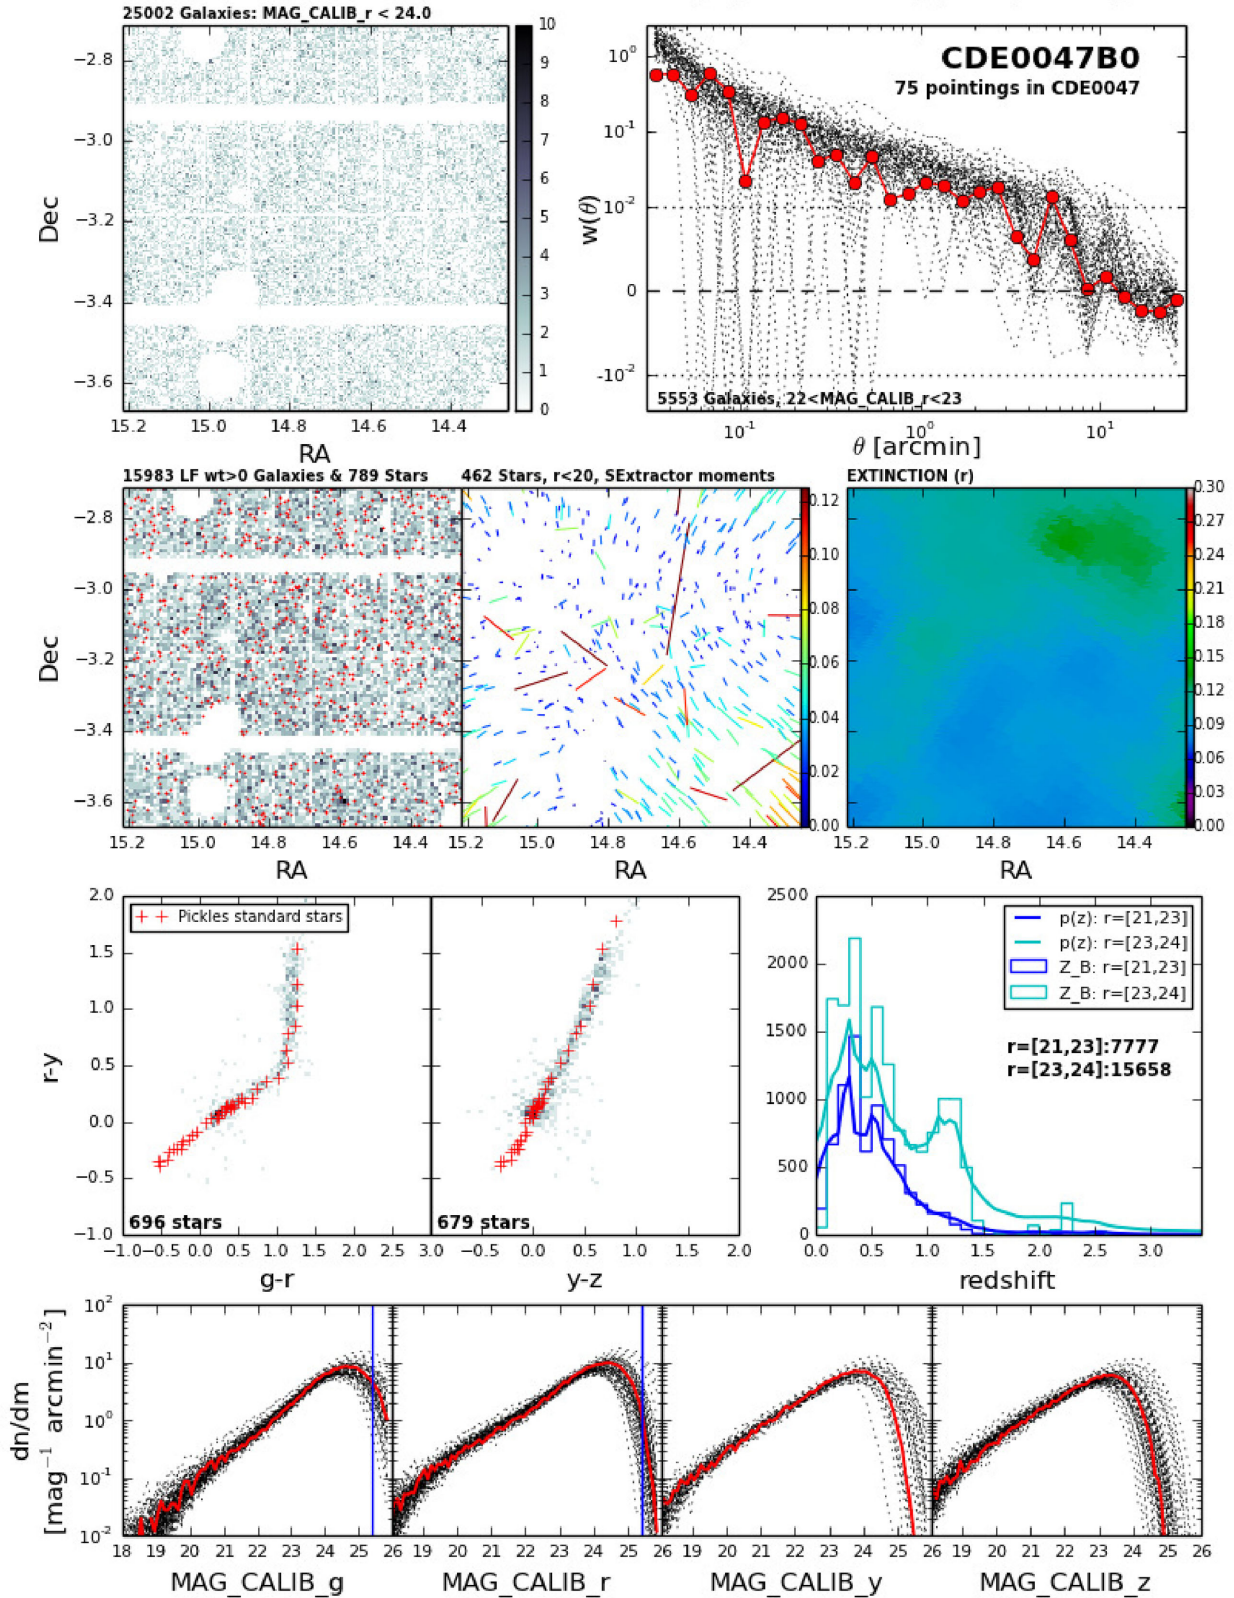 25002 Galaxies: MAG_CALIB_r < 24.0
−2.8
−3.0
−3.2
−3.4
−3.6
Dec
15.2 15.0 14.8 14.6 14.4
RA
10
9
8
7
6
5
4
3
2
1
0
CDE0047B0
75 pointings in CDE0047
10^0
10^-1
10^-2
0
-10^-2
w(θ)
5553 Galaxies, 22<MAG_CALIB_r<23
10^-1 10^0 10^1
θ [arcmin]
15983 LF wt>0 Galaxies & 789 Stars
−2.8
−3.0
−3.2
−3.4
−3.6
Dec
15.2 15.0 14.8 14.6 14.4
RA
462 Stars, r<20, SExtractor moments
0.12
0.10
0.08
0.06
0.04
0.02
0.00
15.2 15.0 14.8 14.6 14.4
RA
EXTINCTION (r)
0.30
0.27
0.24
0.21
0.18
0.15
0.12
0.09
0.06
0.03
0.00
15.2 15.0 14.8 14.6 14.4
RA
2.0
1.5
1.0
0.5
0.0
−0.5
−1.0
r-y
Pickles standard stars
696 stars
−1.0 −0.5 0.0 0.5 1.0 1.5 2.0 2.5 3.0
g-r
679 stars
−0.5 0.0 0.5 1.0 1.5 2.0
y-z
2500
2000
1500
1000
500
0
p(z): r=[21,23]
p(z): r=[23,24]
Z_B: r=[21,23]
Z_B: r=[23,24]
r=[21,23]:7777
r=[23,24]:15658
0.0 0.5 1.0 1.5 2.0 2.5 3.0
redshift
10^2
10^1
10^0
10^-1
10^-2
dn/dm
[mag^−1 arcmin^−2]
18 19 20 21 22 23 24 25 26
MAG_CALIB_g
19 20 21 22 23 24 25 26
MAG_CALIB_r
19 20 21 22 23 24 25 26
MAG_CALIB_y
19 20 21 22 23 24 25 26
MAG_CALIB_z